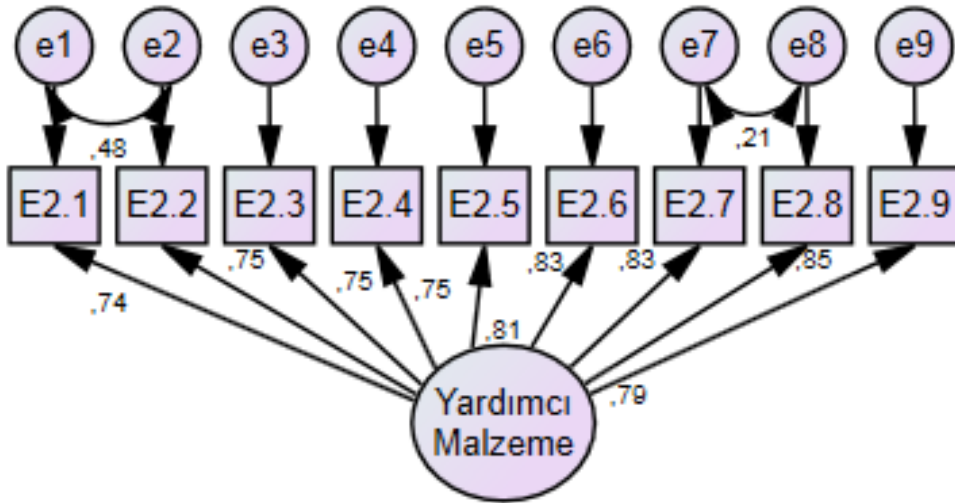 e1 e2 e3 e4 e5 e6 e7 e8 e9
,48 ,21
E2.1 E2.2 E2.3 E2.4 E2.5 E2.6 E2.7 E2.8 E2.9
,74 ,75 ,75 ,75 ,81 ,83 ,83 ,85 ,79
Yardımcı
Malzeme